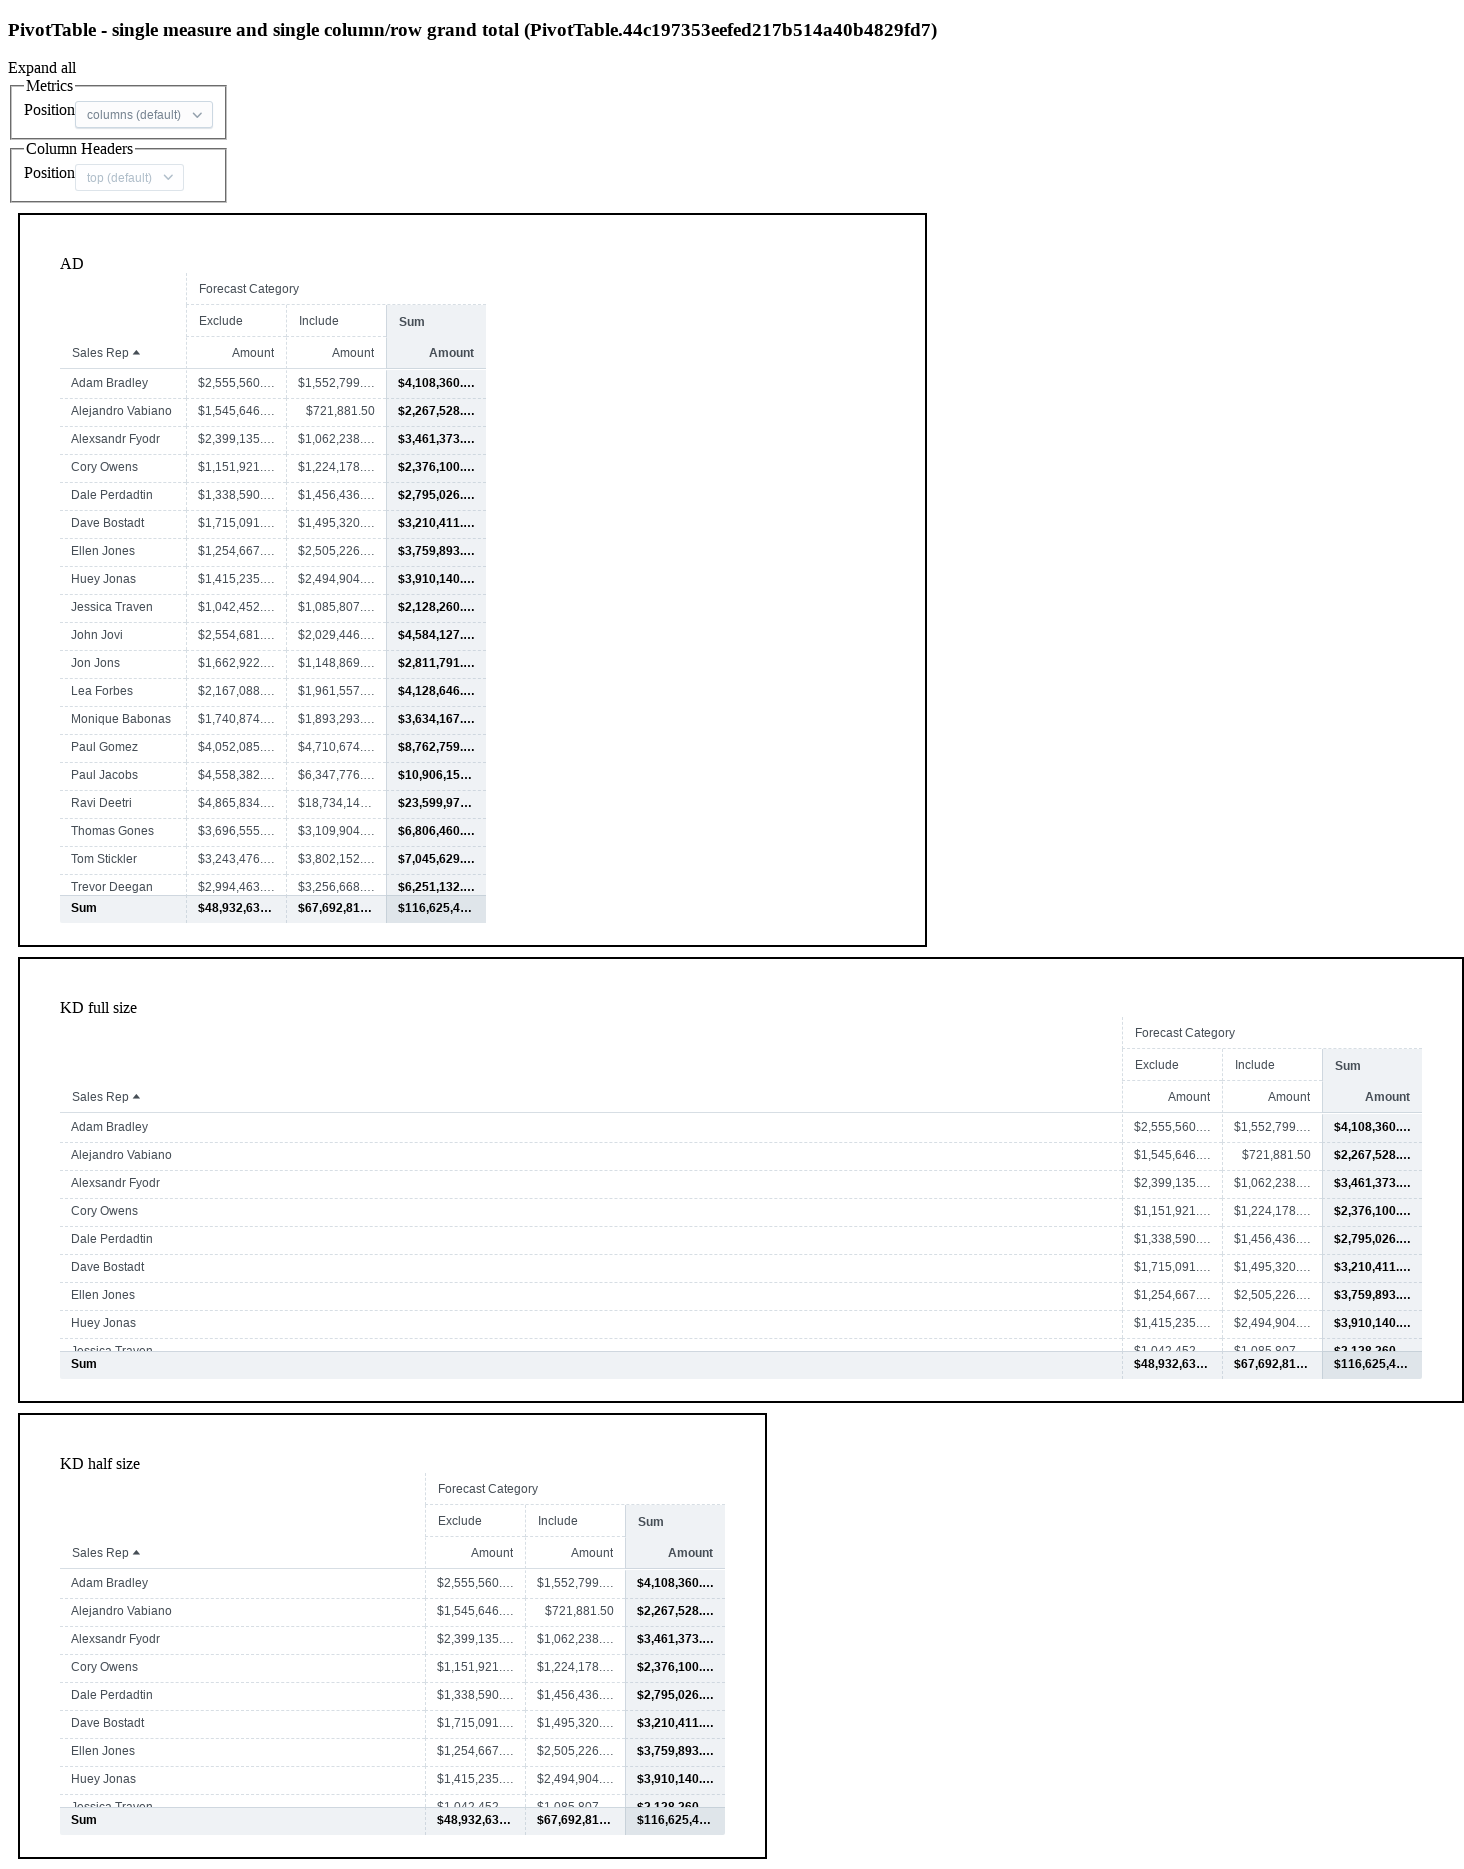 PivotTable - single measure and single column/row grand total (PivotTable.44c197353eefed217b514a40b4829fd7)
Expand all
Metrics
Position columns (default)
Column Headers
Position top (default)
AD
Forecast Category
Exclude Include Sum
Sales Rep Amount Amount Amount
Adam Bradley $2,555,560.… $1,552,799.… $4,108,360.…
Alejandro Vabiano $1,545,646.… $721,881.50 $2,267,528.…
Alexsandr Fyodr $2,399,135.… $1,062,238.… $3,461,373.…
Cory Owens $1,151,921.… $1,224,178.… $2,376,100.…
Dale Perdadtin $1,338,590.… $1,456,436.… $2,795,026.…
Dave Bostadt $1,715,091.… $1,495,320.… $3,210,411.…
Ellen Jones $1,254,667.… $2,505,226.… $3,759,893.…
Huey Jonas $1,415,235.… $2,494,904.… $3,910,140.…
Jessica Traven $1,042,452.… $1,085,807.… $2,128,260.…
John Jovi $2,554,681.… $2,029,446.… $4,584,127.…
Jon Jons $1,662,922.… $1,148,869.… $2,811,791.…
Lea Forbes $2,167,088.… $1,961,557.… $4,128,646.…
Monique Babonas $1,740,874.… $1,893,293.… $3,634,167.…
Paul Gomez $4,052,085.… $4,710,674.… $8,762,759.…
Paul Jacobs $4,558,382.… $6,347,776.… $10,906,15…
Ravi Deetri $4,865,834.… $18,734,14… $23,599,97…
Thomas Gones $3,696,555.… $3,109,904.… $6,806,460.…
Tom Stickler $3,243,476.… $3,802,152.… $7,045,629.…
Trevor Deegan $2,994,463.… $3,256,668.… $6,251,132.…
Sum $48,932,63… $67,692,81… $116,625,4…
KD full size
Forecast Category
Exclude Include Sum
Sales Rep Amount Amount Amount
Adam Bradley $2,555,560.… $1,552,799.… $4,108,360.…
Alejandro Vabiano $1,545,646.… $721,881.50 $2,267,528.…
Alexsandr Fyodr $2,399,135.… $1,062,238.… $3,461,373.…
Cory Owens $1,151,921.… $1,224,178.… $2,376,100.…
Dale Perdadtin $1,338,590.… $1,456,436.… $2,795,026.…
Dave Bostadt $1,715,091.… $1,495,320.… $3,210,411.…
Ellen Jones $1,254,667.… $2,505,226.… $3,759,893.…
Huey Jonas $1,415,235.… $2,494,904.… $3,910,140.…
Jessica Traven $1,042,452.… $1,085,807.… $2,128,260.…
Sum $48,932,63… $67,692,81… $116,625,4…
KD half size
Forecast Category
Exclude Include Sum
Sales Rep Amount Amount Amount
Adam Bradley $2,555,560.… $1,552,799.… $4,108,360.…
Alejandro Vabiano $1,545,646.… $721,881.50 $2,267,528.…
Alexsandr Fyodr $2,399,135.… $1,062,238.… $3,461,373.…
Cory Owens $1,151,921.… $1,224,178.… $2,376,100.…
Dale Perdadtin $1,338,590.… $1,456,436.… $2,795,026.…
Dave Bostadt $1,715,091.… $1,495,320.… $3,210,411.…
Ellen Jones $1,254,667.… $2,505,226.… $3,759,893.…
Huey Jonas $1,415,235.… $2,494,904.… $3,910,140.…
Jessica Traven $1,042,452.… $1,085,807.… $2,128,260.…
Sum $48,932,63… $67,692,81… $116,625,4…